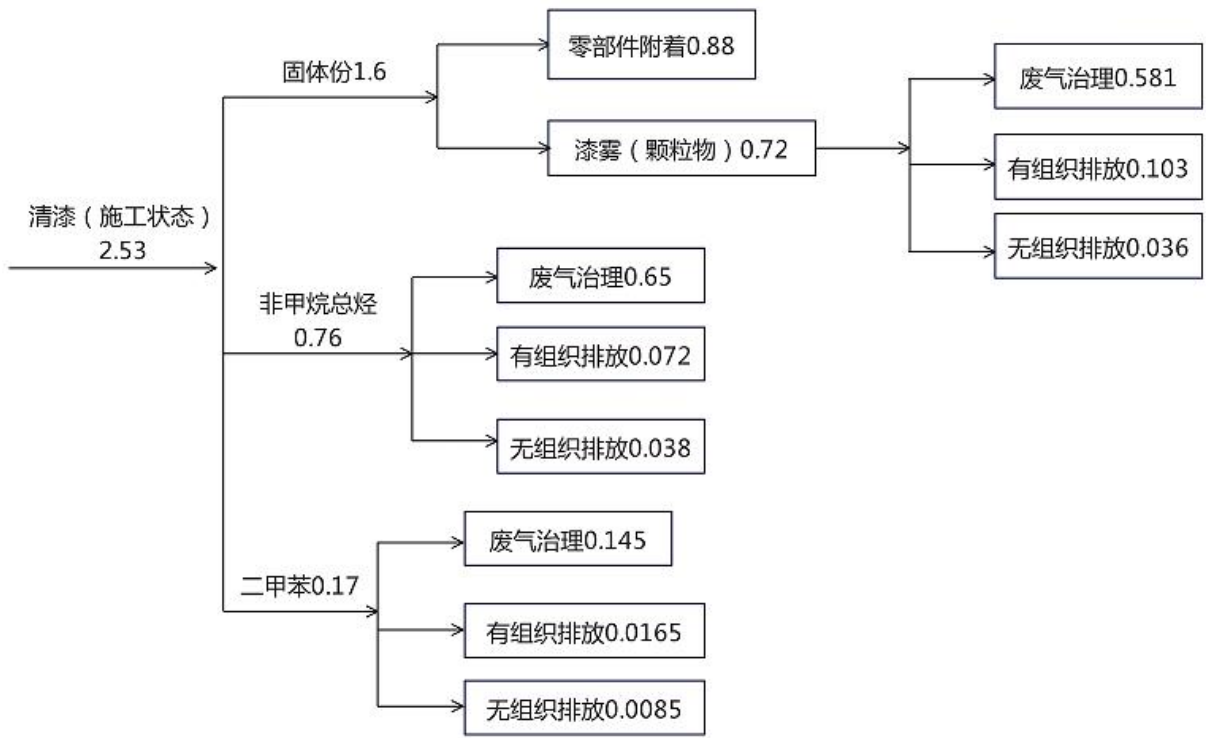 零部件附着0.88
固体份1.6
废气治理0.581
漆雾（颗粒物）0.72
有组织排放0.103
清漆（施工状态）
2.53
无组织排放0.036
废气治理0.65
非甲烷总烃
0.76
有组织排放0.072
无组织排放0.038
废气治理0.145
二甲苯0.17
有组织排放0.0165
无组织排放0.0085